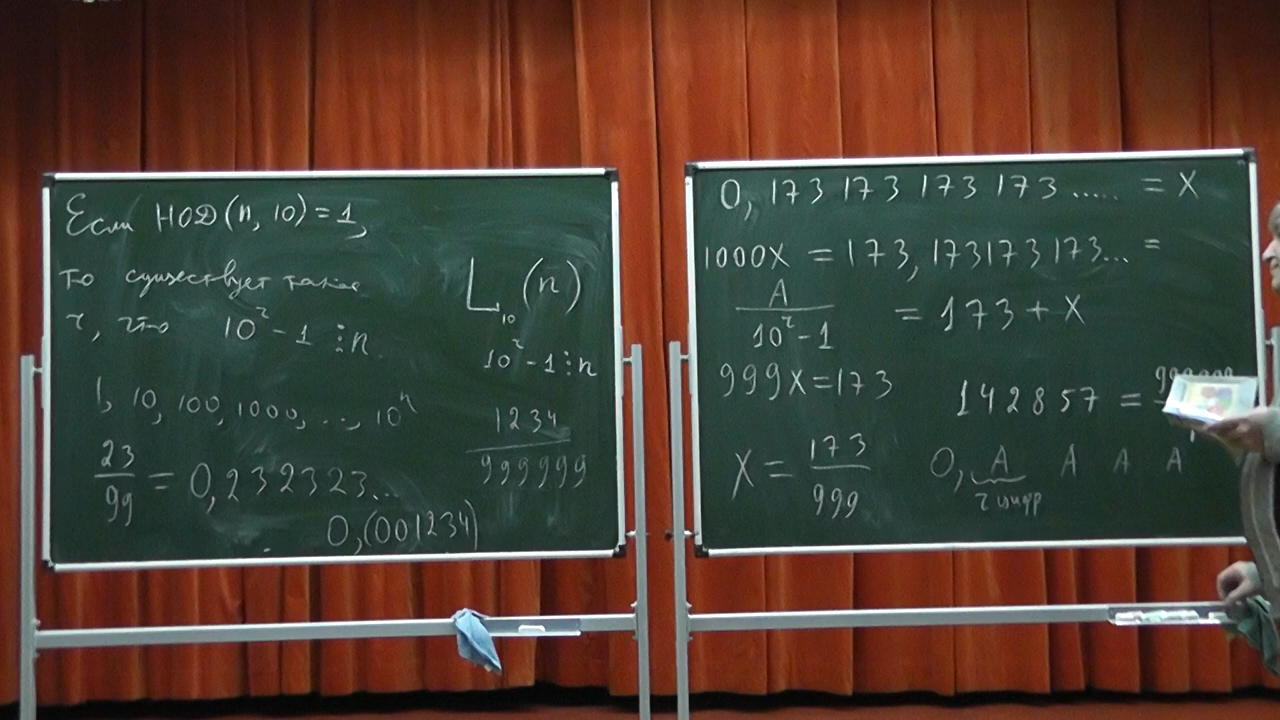 Если НОД(n, 10) = 1,
то существует такое
r, что 10^r - 1 ⋮ n.
L_10 (n)
10^r - 1 ⋮ n
1, 10, 100, 1000, ..., 10^n
23/99 = 0,232323...
1234/999999
0,(001234)
0,173 173 173 173 ..... = X
1000X = 173,173173173... =
A/(10^r - 1) = 173 + X
999X = 173
142857 = 999999
X = 173/999
0, A A A A
r цифр